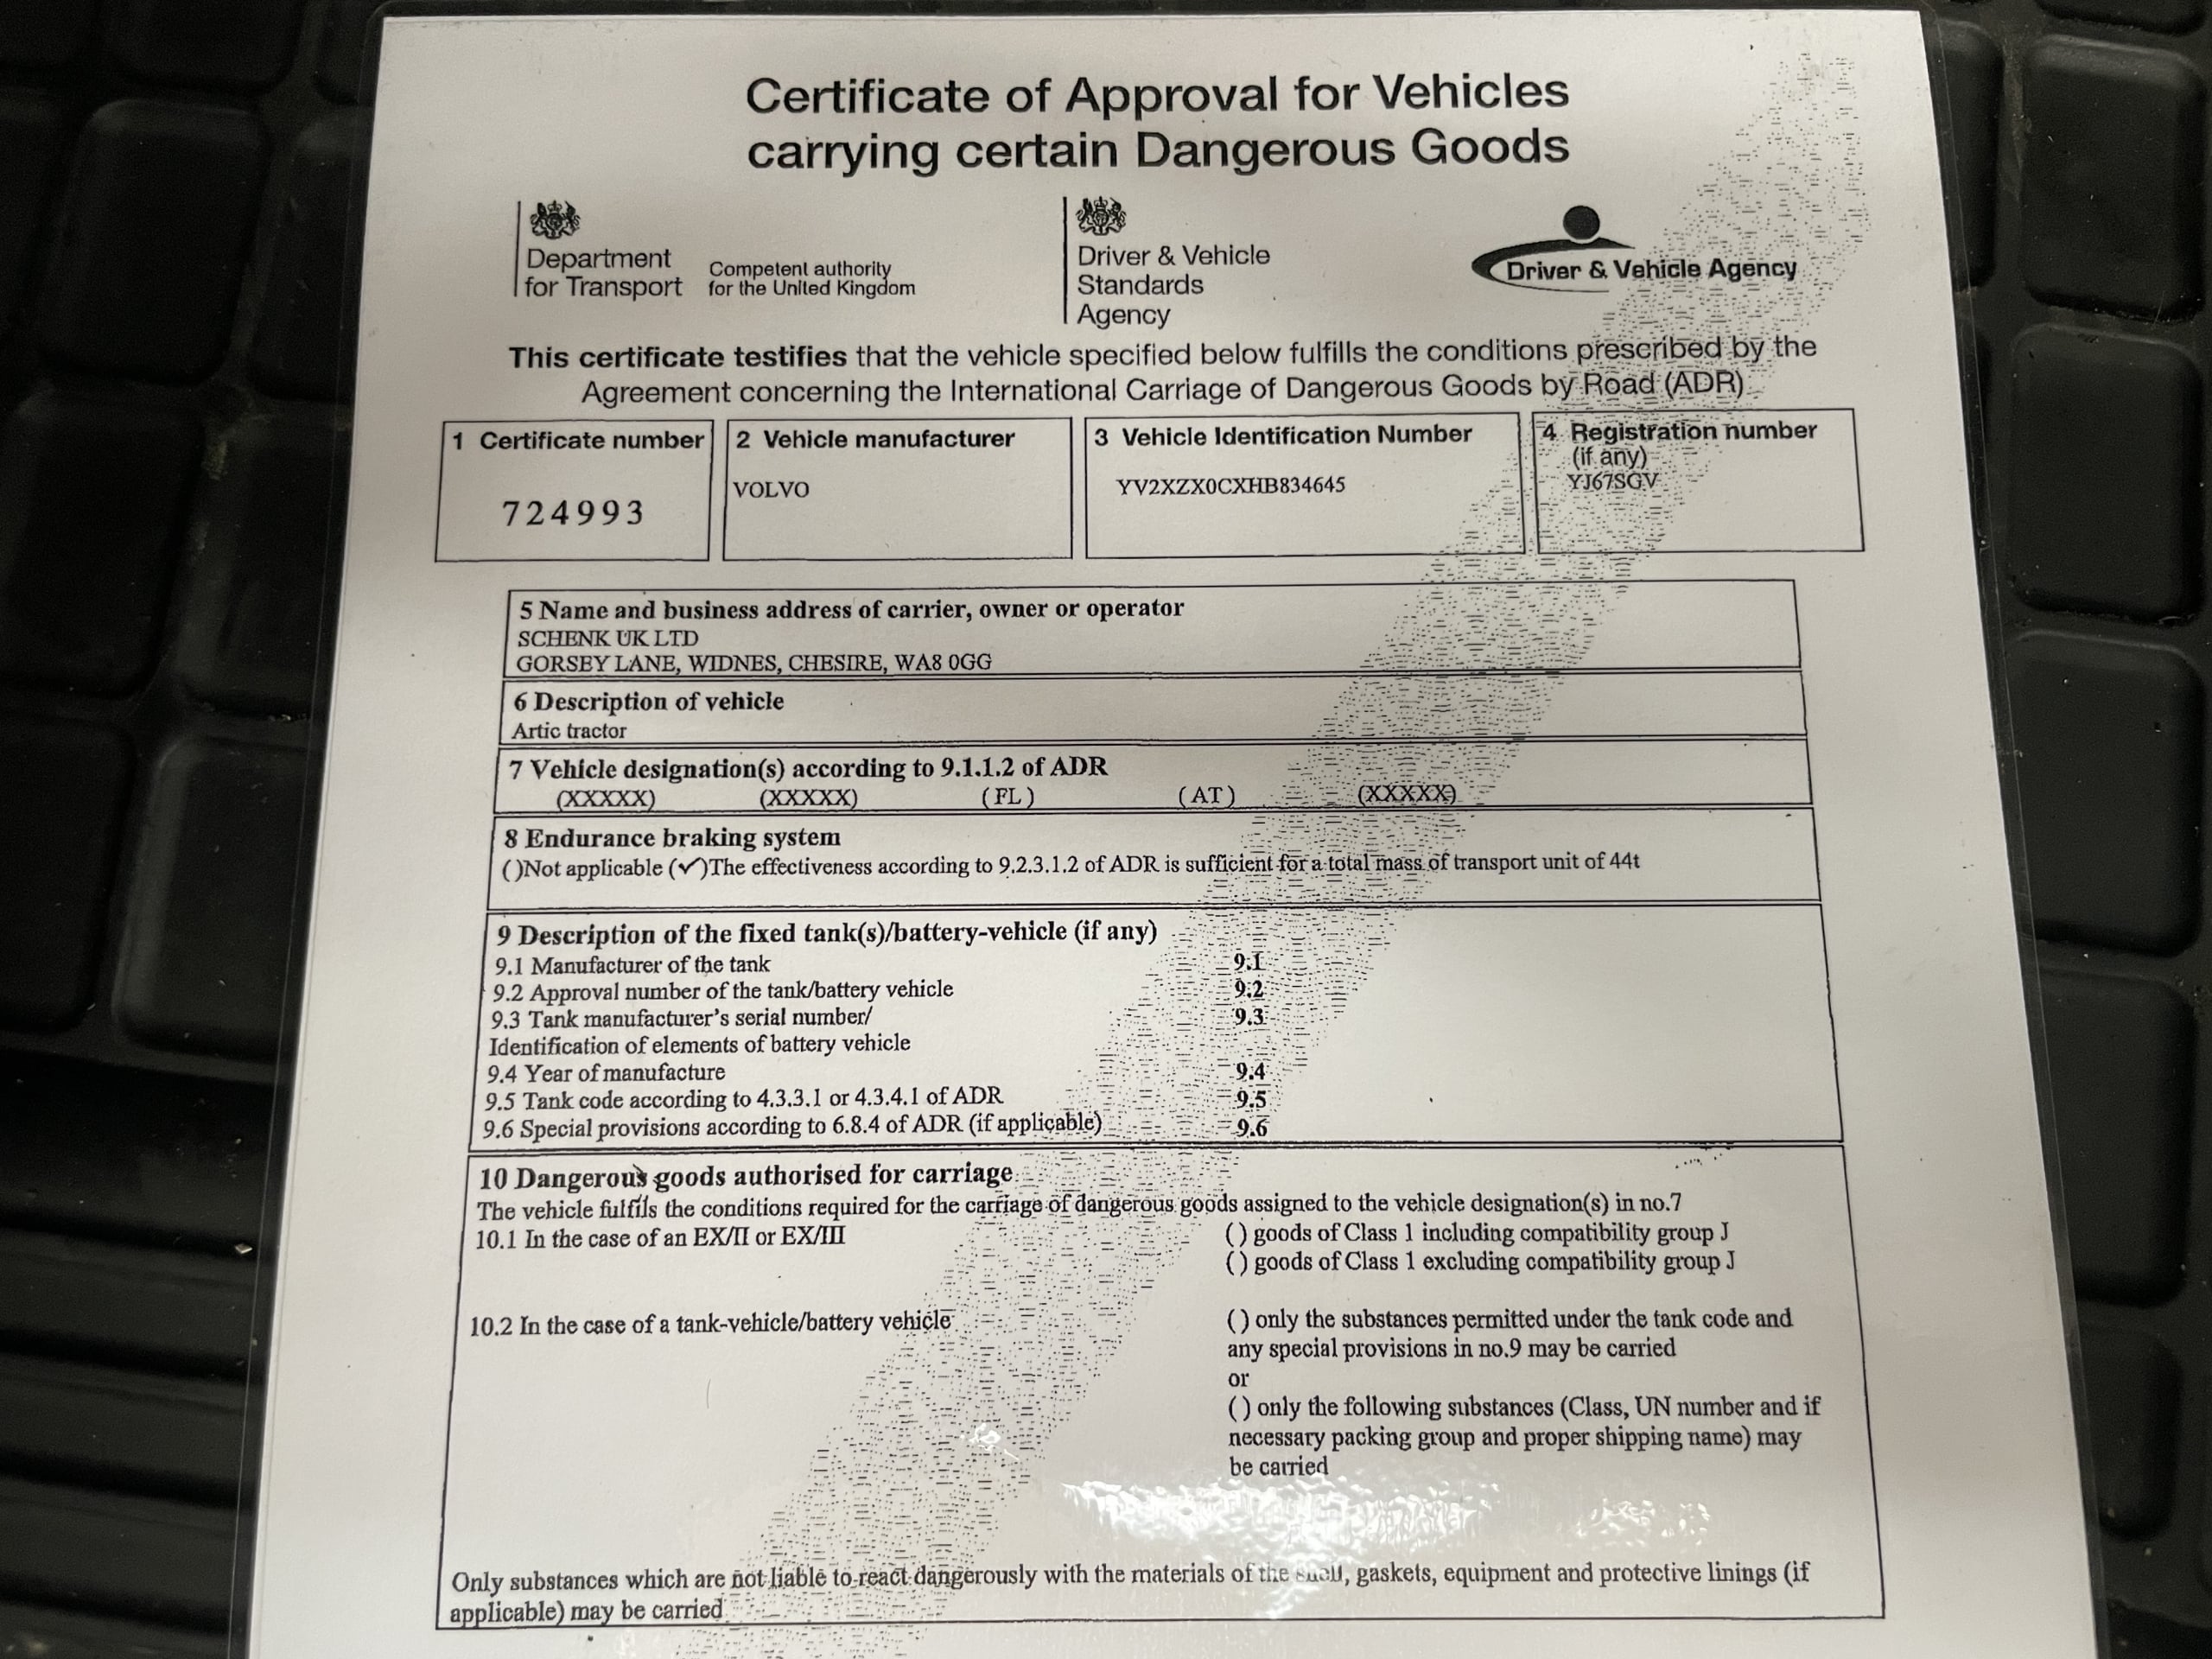 Certificate of Approval for Vehicles
carrying certain Dangerous Goods
Department
for Transport
Competent authority
for the United Kingdom
Driver & Vehicle
Standards
Agency
Driver & Vehicle Agency
This certificate testifies that the vehicle specified below fulfills the conditions prescribed by the
Agreement concerning the International Carriage of Dangerous Goods by Road (ADR)
1 Certificate number
724993
2 Vehicle manufacturer
VOLVO
3 Vehicle Identification Number
YV2XZX0CXHB834645
4 Registration number
(if any)
YJ67SGV
5 Name and business address of carrier, owner or operator
SCHENK UK LTD
GORSEY LANE, WIDNES, CHESIRE, WA8 0GG
6 Description of vehicle
Artic tractor
7 Vehicle designation(s) according to 9.1.1.2 of ADR
(XXXXX) (XXXXX) (FL) (AT) (XXXXX)
8 Endurance braking system
()Not applicable (✓)The effectiveness according to 9.2.3.1.2 of ADR is sufficient for a total mass of transport unit of 44t
9 Description of the fixed tank(s)/battery-vehicle (if any)
9.1 Manufacturer of the tank 9.1
9.2 Approval number of the tank/battery vehicle 9.2
9.3 Tank manufacturer's serial number/ 9.3
Identification of elements of battery vehicle
9.4 Year of manufacture 9.4
9.5 Tank code according to 4.3.3.1 or 4.3.4.1 of ADR 9.5
9.6 Special provisions according to 6.8.4 of ADR (if applicable) 9.6
10 Dangerous goods authorised for carriage
The vehicle fulfils the conditions required for the carriage of dangerous goods assigned to the vehicle designation(s) in no.7
10.1 In the case of an EX/II or EX/III () goods of Class 1 including compatibility group J
() goods of Class 1 excluding compatibility group J
10.2 In the case of a tank-vehicle/battery vehicle () only the substances permitted under the tank code and
any special provisions in no.9 may be carried
or
() only the following substances (Class, UN number and if
necessary packing group and proper shipping name) may
be carried
Only substances which are not liable to react dangerously with the materials of the shell, gaskets, equipment and protective linings (if
applicable) may be carried